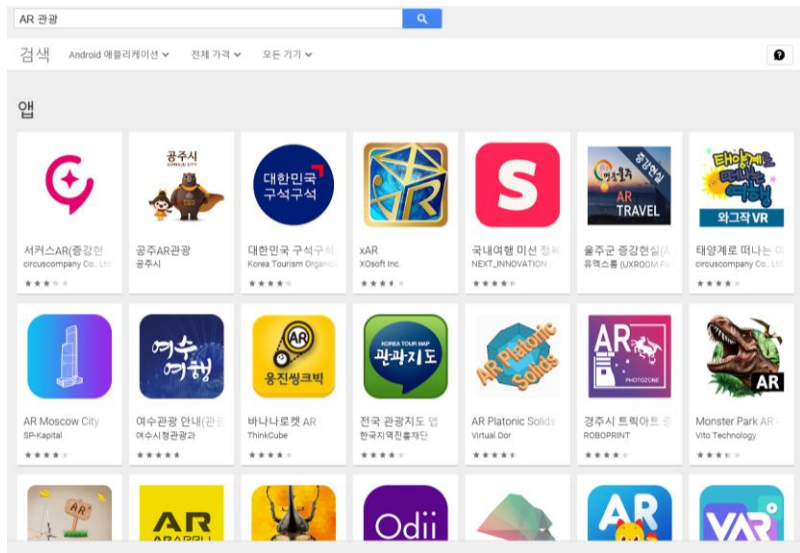 AR 관광
검색 Android 애플리케이션 전체 가격 모든 기기
앱
공주시
대한민국
구석구석
xAR
S
증강현실
AR
TRAVEL
태양계로
떠나는
여행
와그작 VR
서커스AR(증강현
공주AR관광
대한민국 구석구석
xAR
국내여행 미션
울주군 증강현실(
태양계로 떠나는
circuscompany Co., Ltd
공주시
Korea Tourism Organiz
XOsoft Inc.
NEXT_INNOVATION
유엑스룸 (UXROOM
circuscompany Co., Ltd
여수
여행
AR
웅진씽크빅
KOREA TOUR MAP
관광지도
AR Platonic
Solids
AR
PHOTOZONE
AR
AR Moscow City
여수관광 안내(관광
바나나로켓 AR
전국 관광지도 앱
AR Platonic Solids
경주시 트릭아트
Monster Park AR -
SP-Kapital
여수시청관광과
ThinkCube
한국지역진흥재단
Virtual Dor
ROBOPRINT
Vito Technology
AR
AR
Odii
AR
VAR